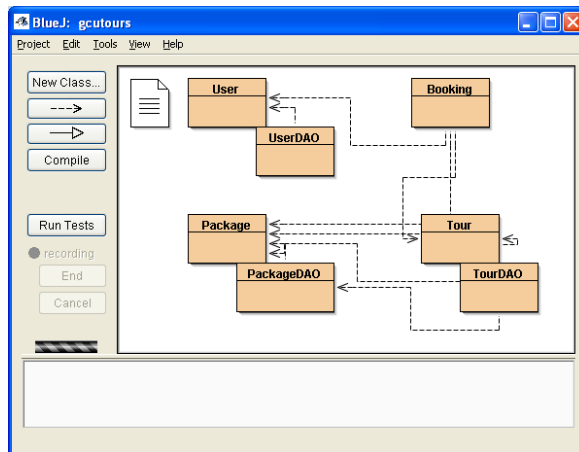 BlueJ: gcutours
Project Edit Tools View Help
New Class...
Compile
Run Tests
recording
End
Cancel
User
UserDAO
Booking
Package
PackageDAO
Tour
TourDAO